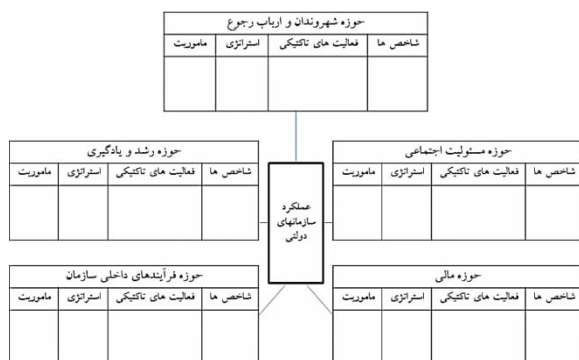 حوزه شهروندان و ارباب رجوع
شاخص ها فعالیت های تاکتیکی استراتژی ماموریت
حوزه مسئولیت اجتماعی
شاخص ها فعالیت های تاکتیکی استراتژی ماموریت
حوزه رشد و یادگیری
شاخص ها فعالیت های تاکتیکی استراتژی ماموریت
عملکرد
سازمانهای
دولتی
حوزه مالی
شاخص ها فعالیت های تاکتیکی استراتژی ماموریت
حوزه فرآیندهای داخلی سازمان
شاخص ها فعالیت های تاکتیکی استراتژی ماموریت